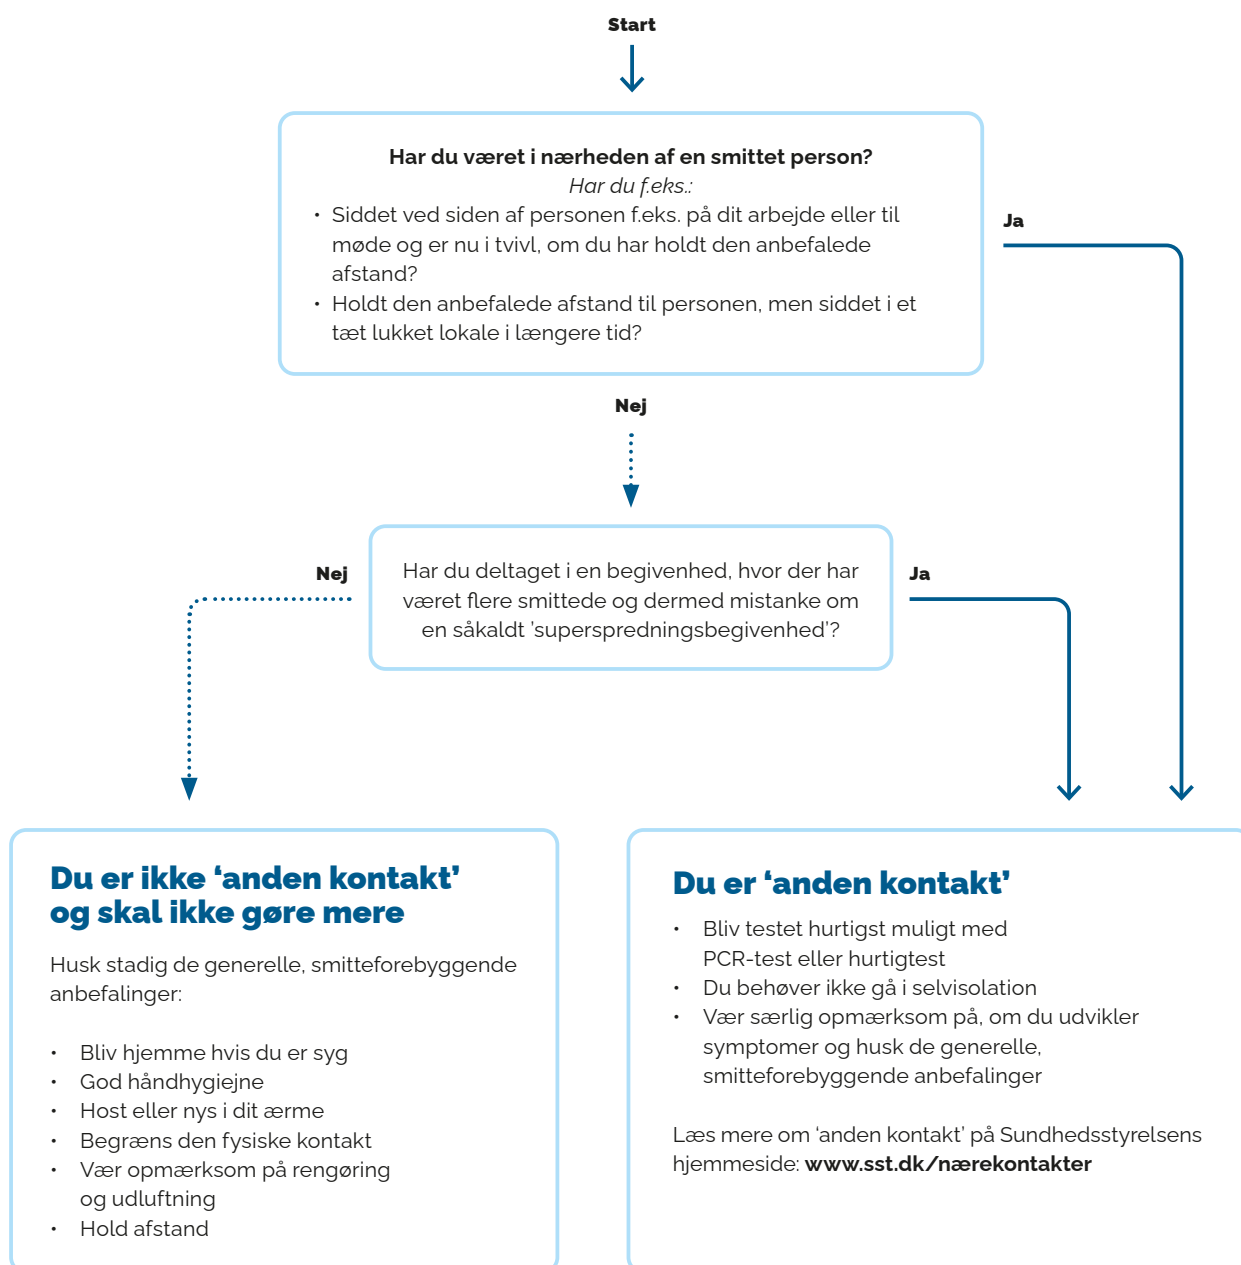 Start
Har du været i nærheden af en smittet person?
Har du f.eks.:
• Siddet ved siden af personen f.eks. på dit arbejde eller til
møde og er nu i tvivl, om du har holdt den anbefalede
afstand?
• Holdt den anbefalede afstand til personen, men siddet i et
tæt lukket lokale i længere tid?
Ja
Nej
Nej
Har du deltaget i en begivenhed, hvor der har
været flere smittede og dermed mistanke om
en såkaldt ’superspredningsbegivenhed’?
Ja
Du er ikke ‘anden kontakt’
og skal ikke gøre mere
Husk stadig de generelle, smitteforebyggende
anbefalinger:
• Bliv hjemme hvis du er syg
• God håndhygiejne
• Host eller nys i dit ærme
• Begræns den fysiske kontakt
• Vær opmærksom på rengøring
og udluftning
• Hold afstand
Du er ‘anden kontakt’
• Bliv testet hurtigst muligt med
PCR-test eller hurtigtest
• Du behøver ikke gå i selvisolation
• Vær særlig opmærksom på, om du udvikler
symptomer og husk de generelle,
smitteforebyggende anbefalinger
Læs mere om ‘anden kontakt’ på Sundhedsstyrelsens
hjemmeside: www.sst.dk/nærekontakter